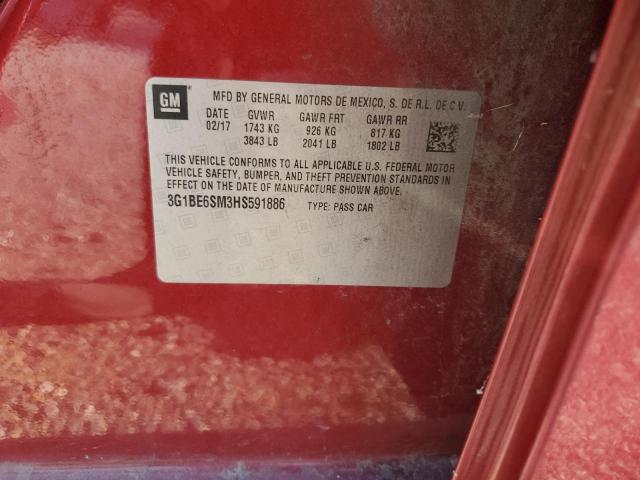 GM
MFD BY GENERAL MOTORS DE MEXICO, S. DE R.L. DE C V.
DATE GVWR GAWR FRT GAWR RR
02/17 1743 KG 926 KG 817 KG
3843 LB 2041 LB 1802 LB
THIS VEHICLE CONFORMS TO ALL APPLICABLE U.S. FEDERAL MOTOR
VEHICLE SAFETY, BUMPER, AND THEFT PREVENTION STANDARDS IN
EFFECT ON THE DATE OF MANUFACTURE SHOWN ABOVE.
3G1BE6SM3HS591886 TYPE: PASS CAR